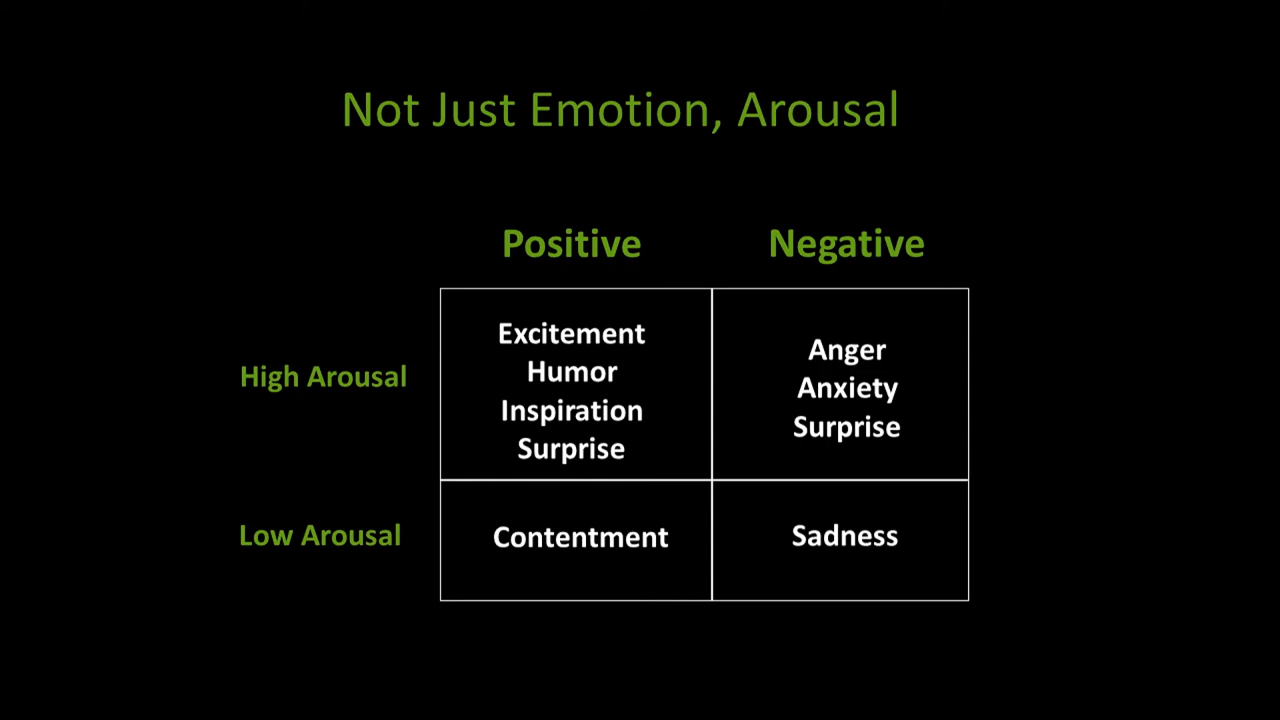 Not Just Emotion, Arousal
Positive Negative
High Arousal
Excitement
Humor
Inspiration
Surprise
Anger
Anxiety
Surprise
Low Arousal
Contentment
Sadness